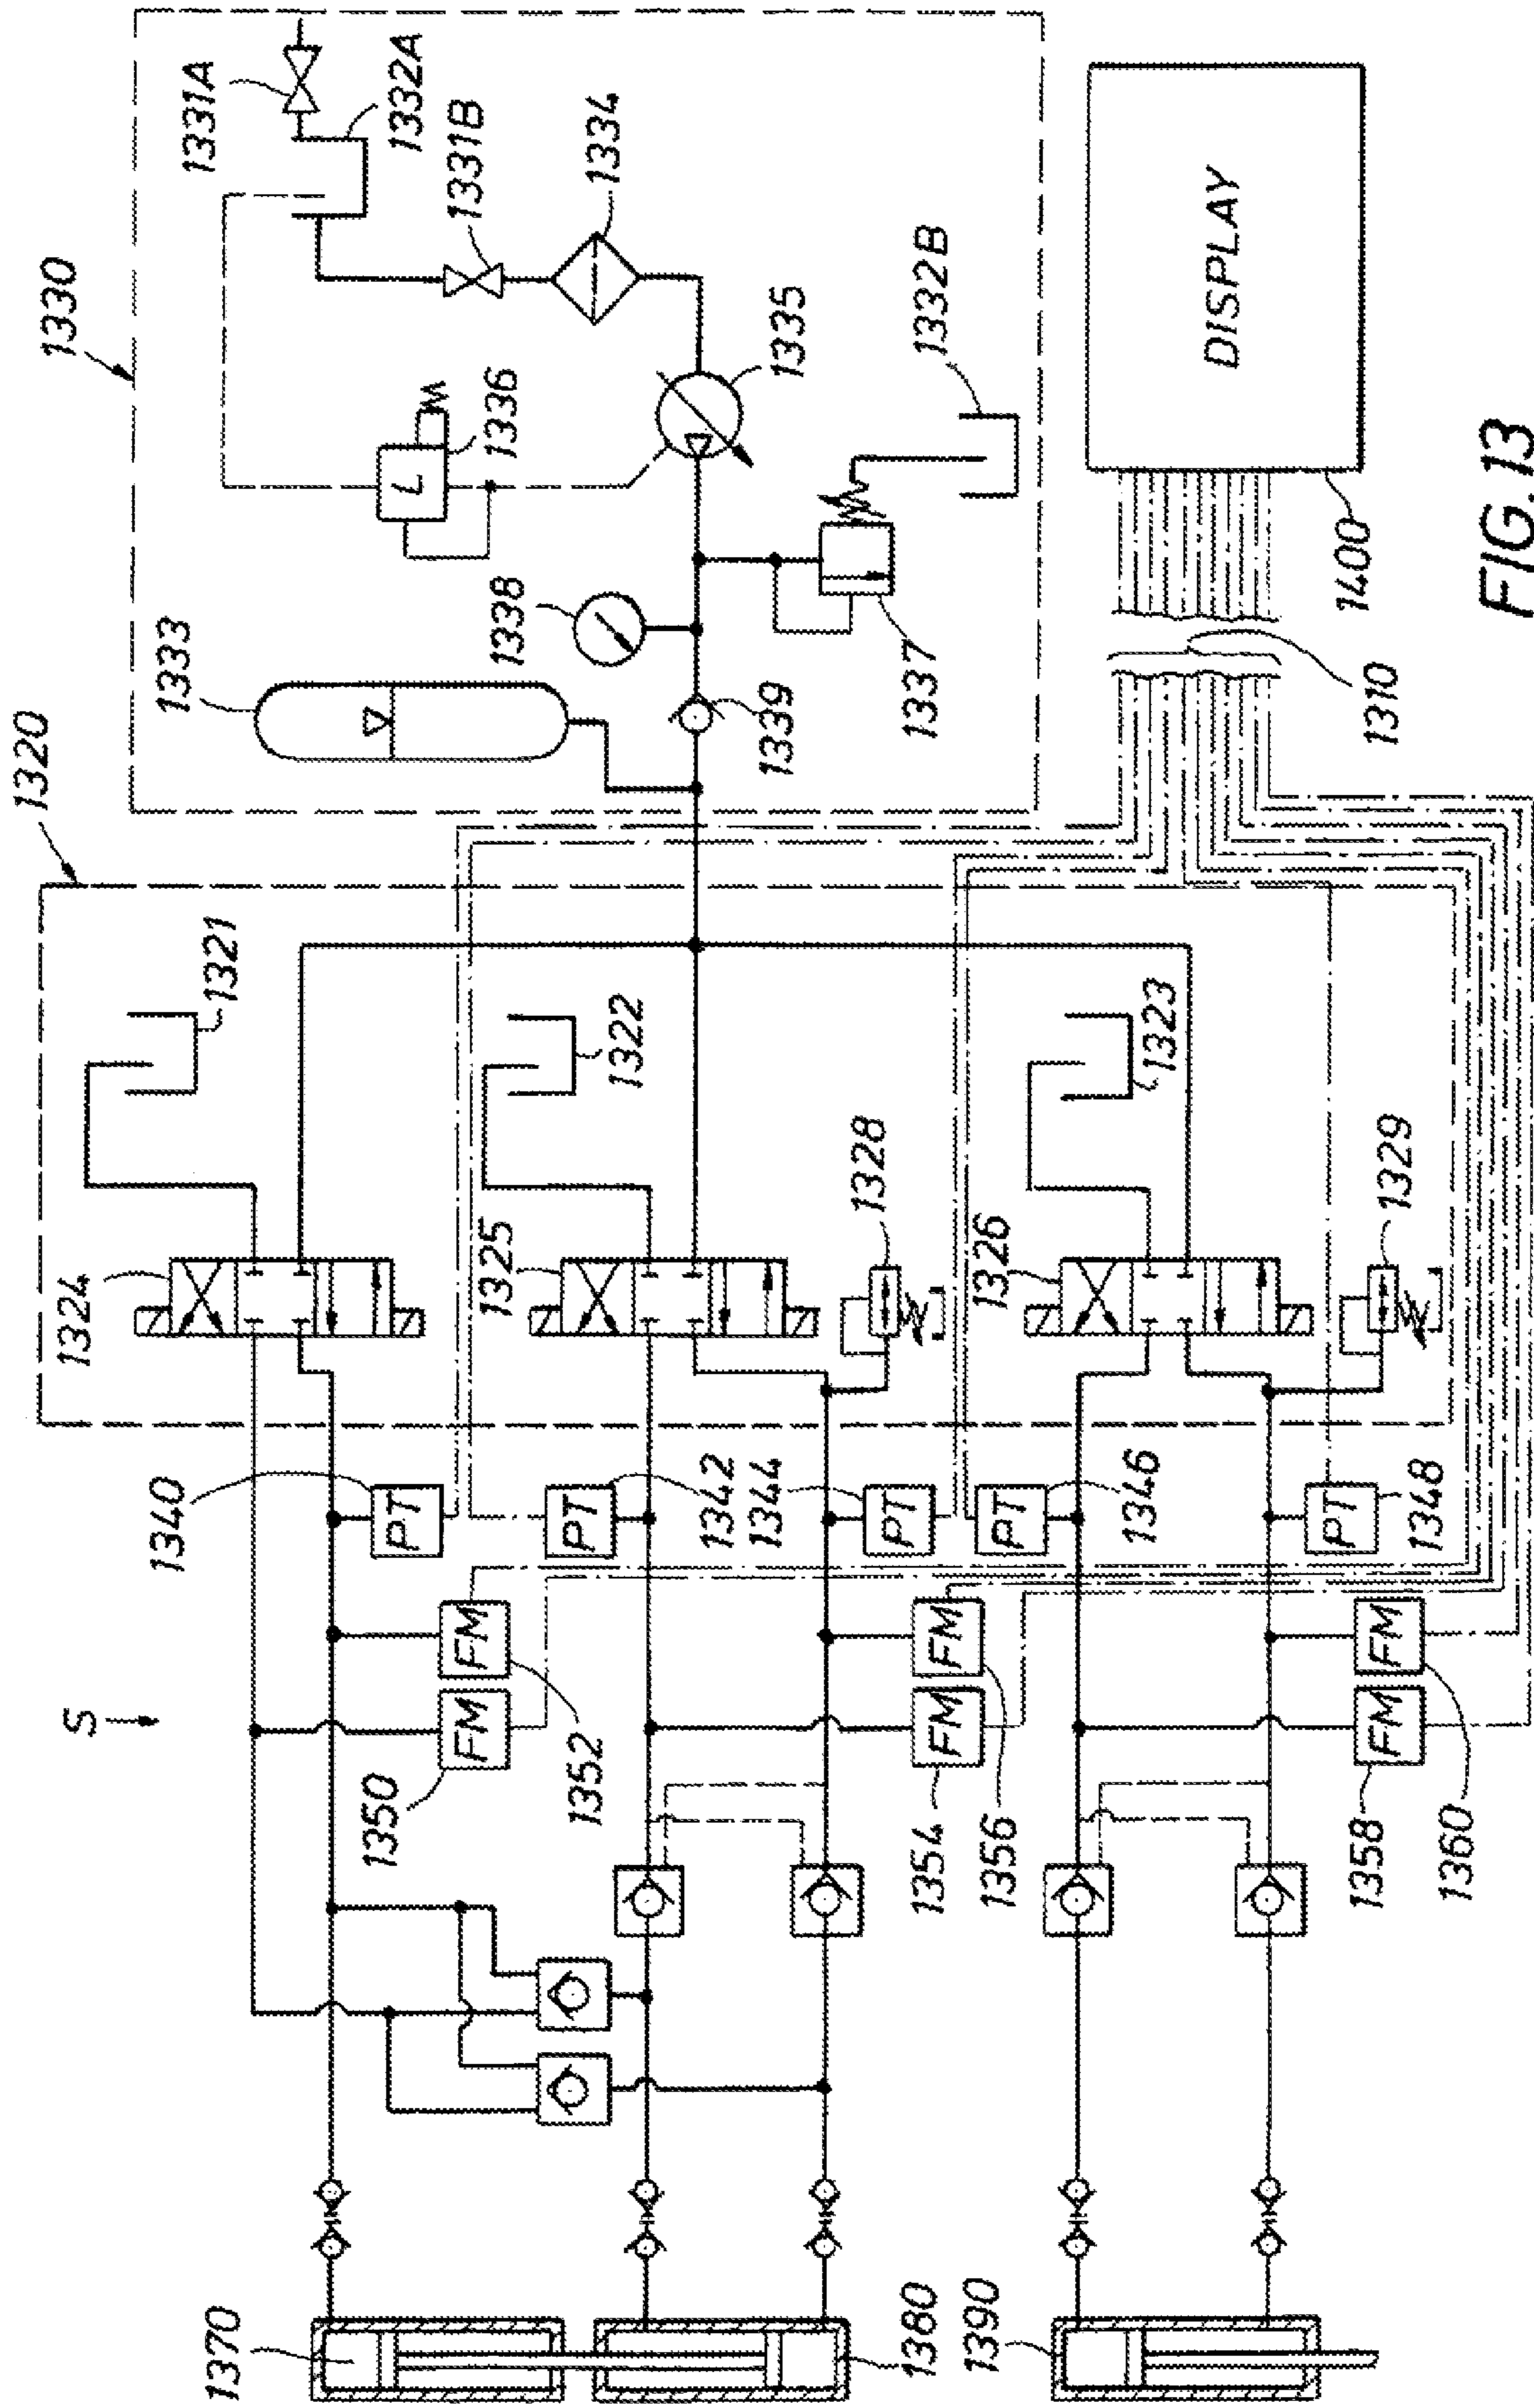 FIG. 13
S
1320
1330
1324
1321
1333
1331A
1332A
1338
1336
1331B
1334
1340
1325
1322
1339
1337
1335
1332B
PT
PT
1342
1344
1328
1350
FM
FM
1352
PT
PT
1346
1326
1323
1310
1400
DISPLAY
1354
FM
FM
1356
PT
1348
1329
1358
FM
FM
1360
1370
1380
1390
L